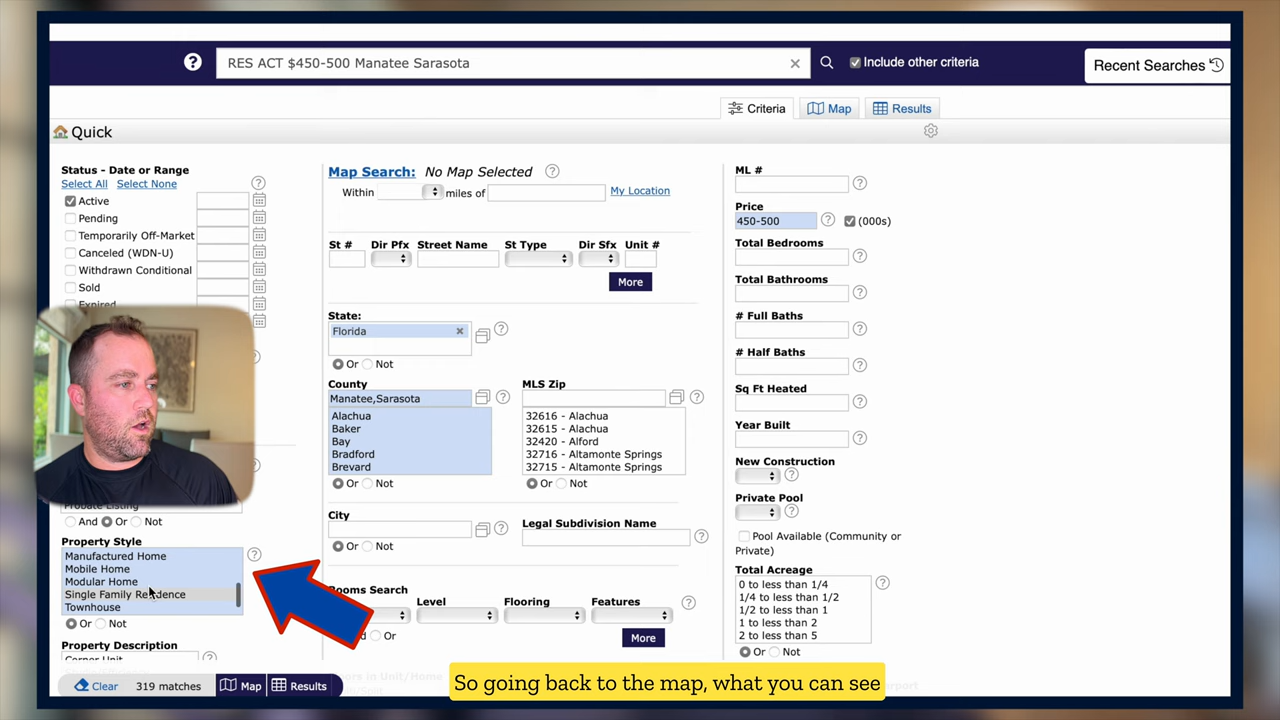 RES ACT $450-500 Manatee Sarasota
Include other criteria
Recent Searches
Criteria
Map
Results
Quick
Status - Date or Range
Select All Select None
Active
Pending
Temporarily Off-Market
Canceled (WDN-U)
Withdrawn Conditional
Sold
Expired
Probate Listing
And Or Not
Property Style
Manufactured Home
Mobile Home
Modular Home
Single Family Residence
Townhouse
Or Not
Property Description
Corner Unit
Clear 319 matches Map Results
Map Search: No Map Selected
Within miles of My Location
St # Dir Pfx Street Name St Type Dir Sfx Unit #
More
State:
Florida
Or Not
County
Manatee,Sarasota
Alachua
Baker
Bay
Bradford
Brevard
Or Not
MLS Zip
32616 - Alachua
32615 - Alachua
32420 - Alford
32716 - Altamonte Springs
32715 - Altamonte Springs
Or Not
City
Or Not
Legal Subdivision Name
Rooms Search
Level Flooring Features
Or
More
ML #
Price
450-500 (000s)
Total Bedrooms
Total Bathrooms
# Full Baths
# Half Baths
Sq Ft Heated
Year Built
New Construction
Private Pool
Pool Available (Community or
Private)
Total Acreage
0 to less than 1/4
1/4 to less than 1/2
1/2 to less than 1
1 to less than 2
2 to less than 5
Or Not
So going back to the map, what you can see